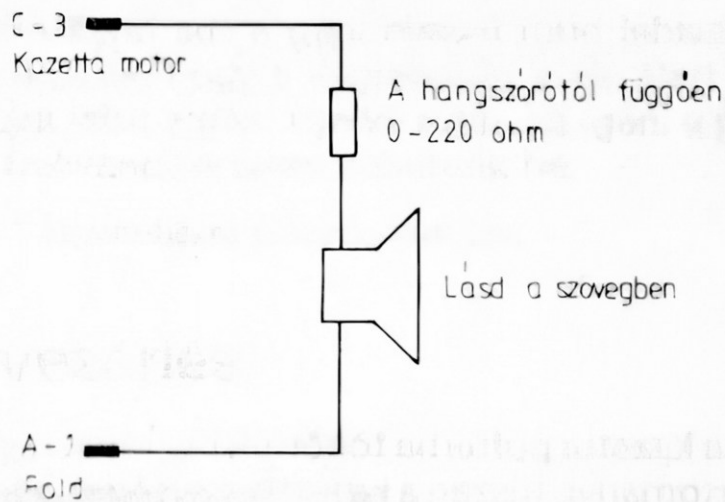 C-3
Kazetta motor
A hangszórótól függően
0-220 ohm
Lásd a szövegben
A-1
Föld